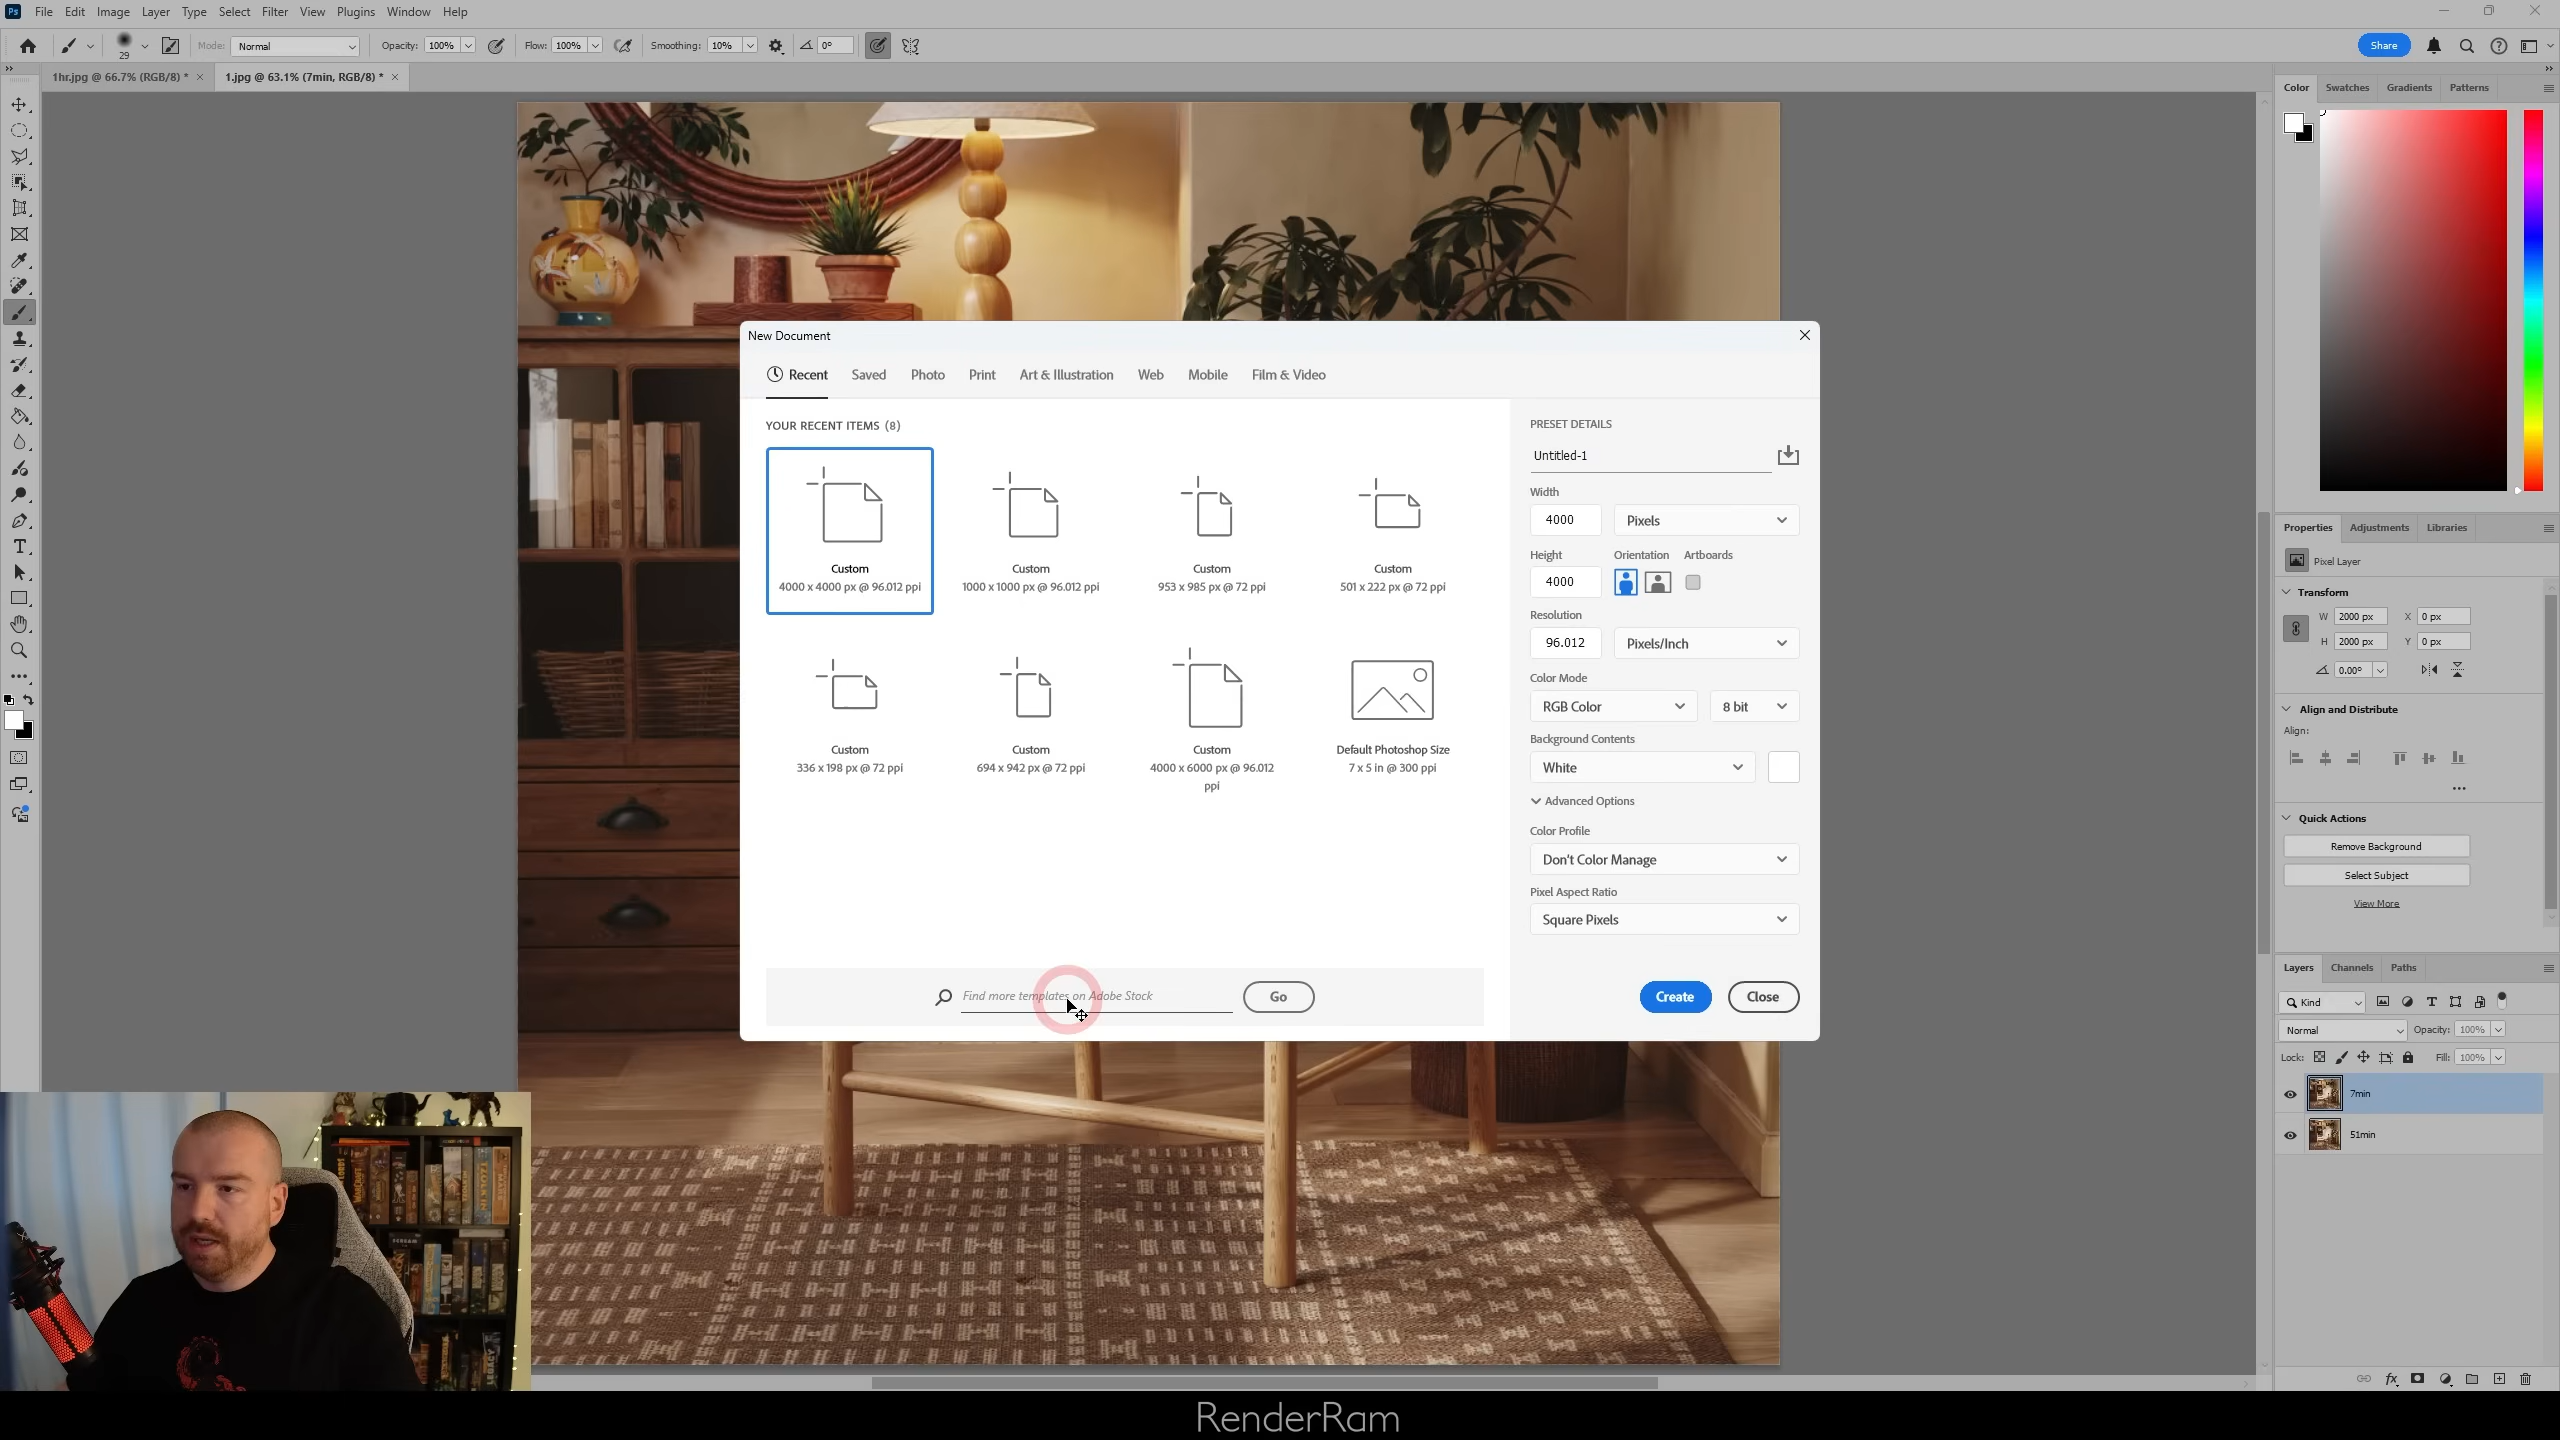 Ps File Edit Image Layer Type Select Filter View Plugins Window Help
29 Mode: Normal Opacity: 100% Flow: 100% Smoothing: 10% 0° Share
1hr.jpg @ 66.7% (RGB/8) * 1.jpg @ 63.1% (7min, RGB/8) *
Color Swatches Gradients Patterns
New Document
Recent Saved Photo Print Art & Illustration Web Mobile Film & Video
YOUR RECENT ITEMS (8)
Custom
4000 x 4000 px @ 96.012 ppi
Custom
1000 x 1000 px @ 96.012 ppi
Custom
953 x 985 px @ 72 ppi
Custom
501 x 222 px @ 72 ppi
Custom
336 x 198 px @ 72 ppi
Custom
694 x 942 px @ 72 ppi
Custom
4000 x 6000 px @ 96.012
ppi
Default Photoshop Size
7 x 5 in @ 300 ppi
Find more templates on Adobe Stock Go
PRESET DETAILS
Untitled-1
Width
4000 Pixels
Height Orientation Artboards
4000
Resolution
96.012 Pixels/Inch
Color Mode
RGB Color 8 bit
Background Contents
White
Advanced Options
Color Profile
Don't Color Manage
Pixel Aspect Ratio
Square Pixels
Create Close
Properties Adjustments Libraries
Pixel Layer
Transform
W 2000 px X 0 px
H 2000 px Y 0 px
0.00°
Align and Distribute
Align:
Quick Actions
Remove Background
Select Subject
View More
Layers Channels Paths
Kind
Normal Opacity: 100%
Lock: Fill: 100%
7min
51min
RenderRam